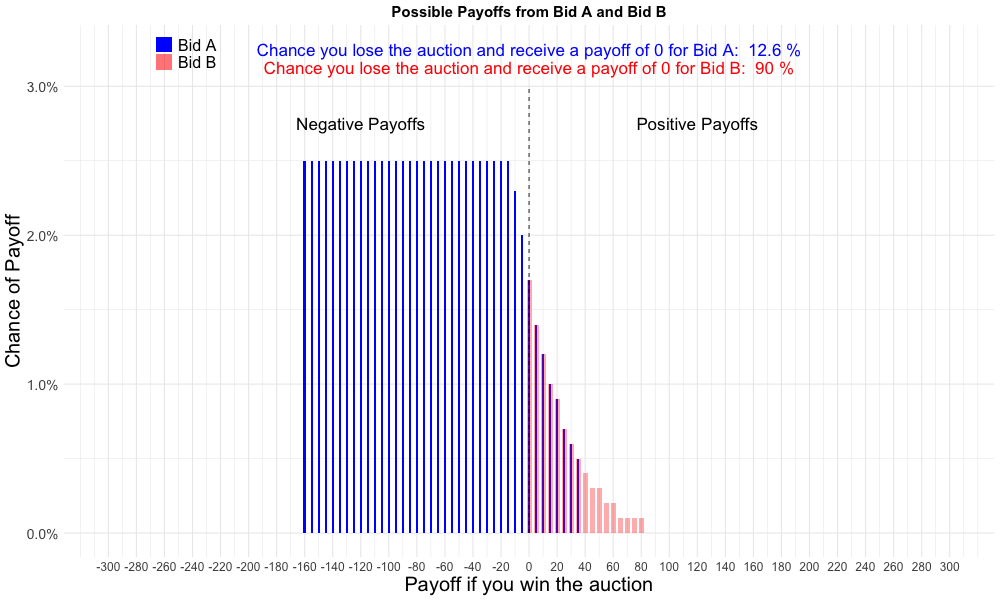 Possible Payoffs from Bid A and Bid B
Bid A
Bid B
Chance you lose the auction and receive a payoff of 0 for Bid A:  12.6 %
Chance you lose the auction and receive a payoff of 0 for Bid B:  90 %
Negative Payoffs
Positive Payoffs
Chance of Payoff
3.0%
2.0%
1.0%
0.0%
-300 -280 -260 -240 -220 -200 -180 -160 -140 -120 -100 -80 -60 -40 -20 0 20 40 60 80 100 120 140 160 180 200 220 240 260 280 300
Payoff if you win the auction